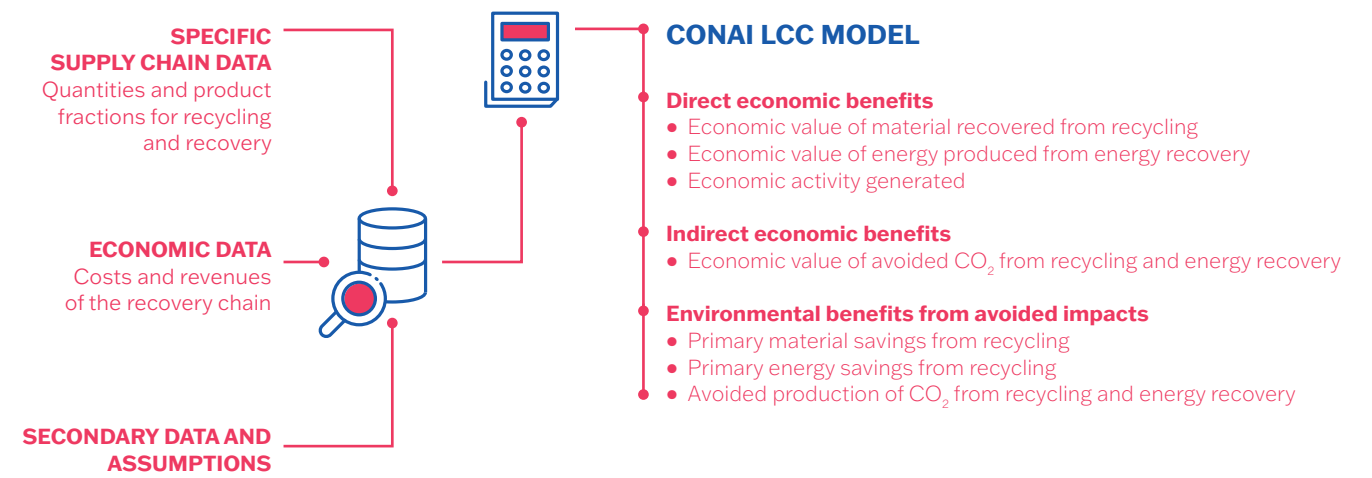 SPECIFIC
SUPPLY CHAIN DATA
Quantities and product
fractions for recycling
and recovery
ECONOMIC DATA
Costs and revenues
of the recovery chain
SECONDARY DATA AND
ASSUMPTIONS
CONAI LCC MODEL
Direct economic benefits
● Economic value of material recovered from recycling
● Economic value of energy produced from energy recovery
● Economic activity generated
Indirect economic benefits
● Economic value of avoided CO₂ from recycling and energy recovery
Environmental benefits from avoided impacts
● Primary material savings from recycling
● Primary energy savings from recycling
● Avoided production of CO₂ from recycling and energy recovery